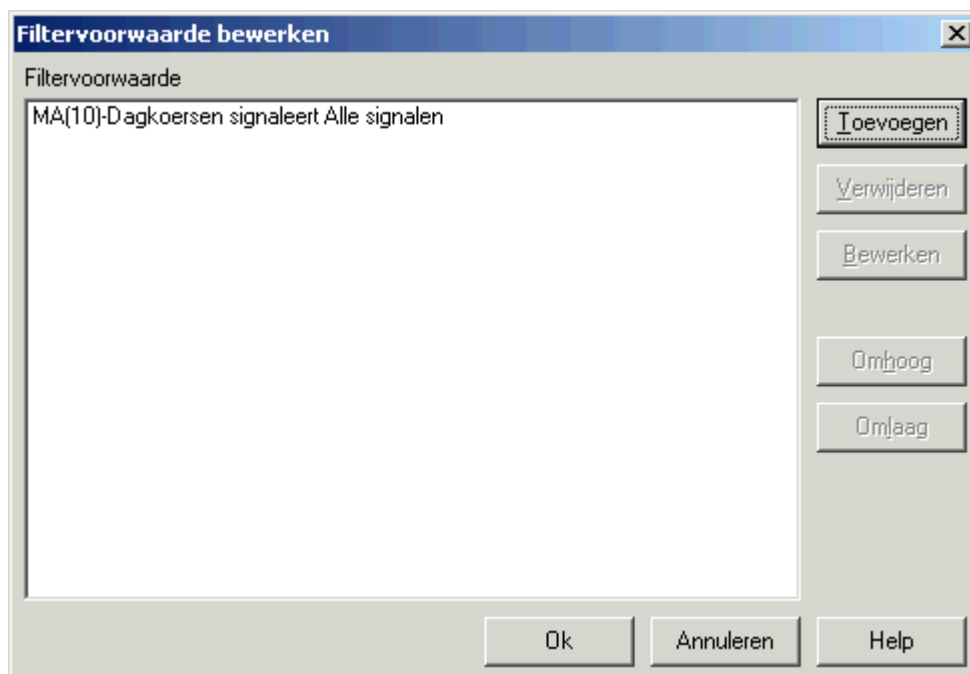 Filtervoorwaarde bewerken
Filtervoorwaarde
MA(10)-Dagkoersen signaleert Alle signalen
Toevoegen
Verwijderen
Bewerken
Omhoog
Omlaag
Ok
Annuleren
Help